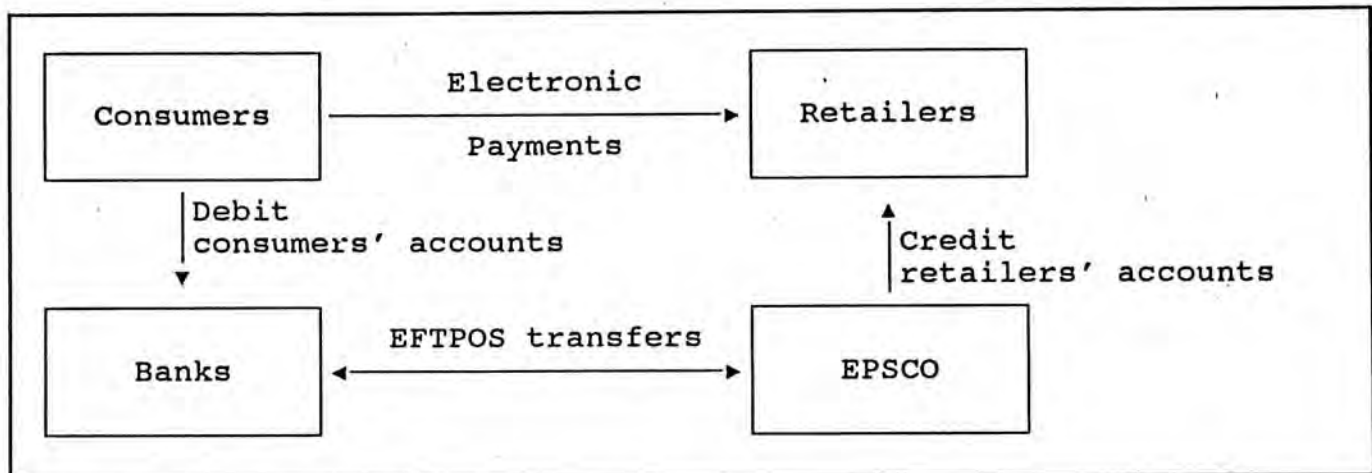 Consumers
Electronic
Payments
Retailers
Debit
consumers' accounts
Credit
retailers' accounts
Banks
EFTPOS transfers
EPSCO